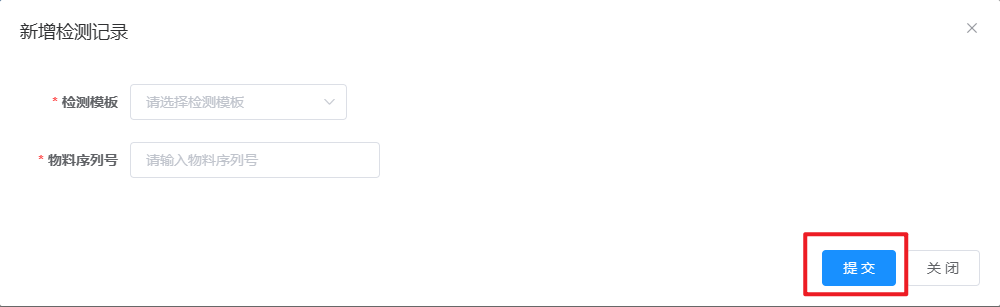 新增检测记录
* 检测模板 请选择检测模板
* 物料序列号 请输入物料序列号
提 交 关 闭